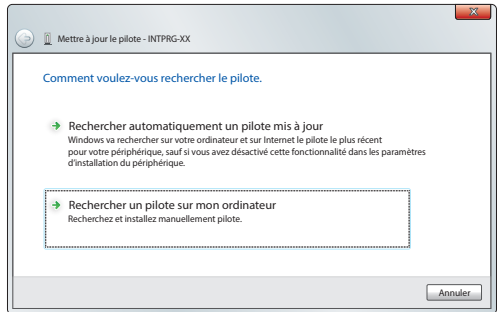 Mettre à jour le pilote - INTPRG-XX
Comment voulez-vous rechercher le pilote.
Rechercher automatiquement un pilote mis à jour
Windows va rechercher sur votre ordinateur et sur Internet le pilote le plus récent
pour votre périphérique, sauf si vous avez désactivé cette fonctionnalité dans les paramètres
d'installation du périphérique.
Rechercher un pilote sur mon ordinateur
Recherchez et installez manuellement pilote.
Annuler